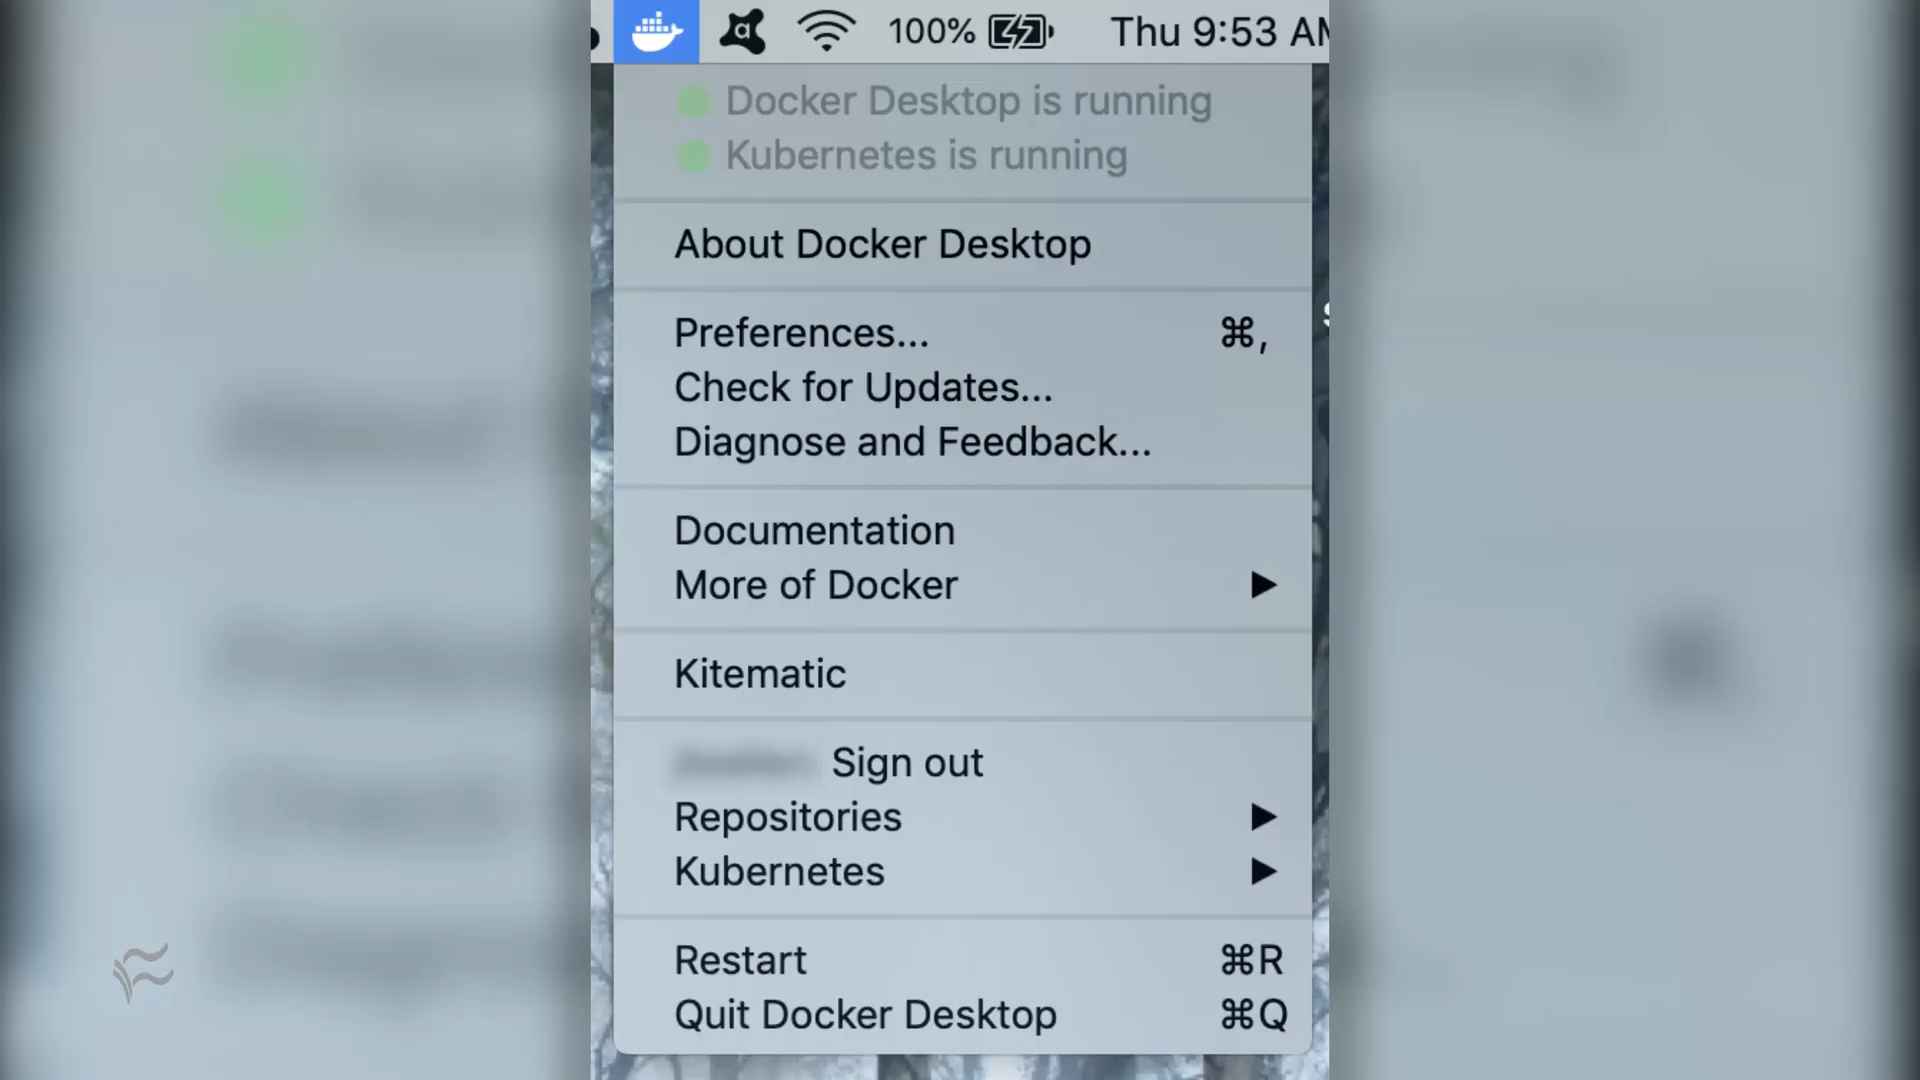 100% Thu 9:53 AM
Docker Desktop is running
Kubernetes is running
About Docker Desktop
Preferences... ⌘,
Check for Updates...
Diagnose and Feedback...
Documentation
More of Docker ▶
Kitematic
Sign out
Repositories ▶
Kubernetes ▶
Restart ⌘R
Quit Docker Desktop ⌘Q